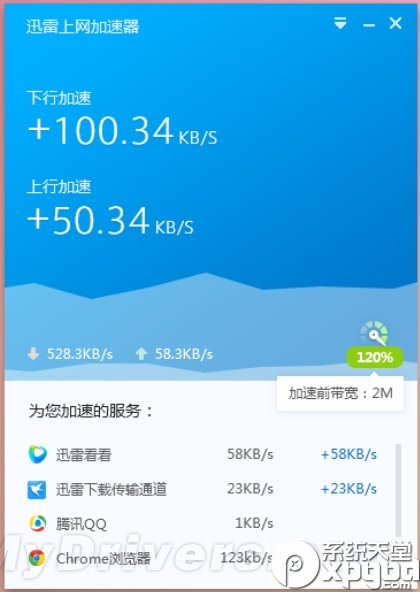 迅雷上网加速器
下行加速
+100.34 KB/S
上行加速
+50.34 KB/S
528.3KB/s 58.3KB/s
120%
加速前带宽：2M
为您加速的服务：
迅雷看看 58KB/s +58KB/s
迅雷下载传输通道 23KB/s +23KB/s
腾讯QQ 1KB/s
Chrome浏览器 123kb/s
MyDrivers
系统天堂
xpgod